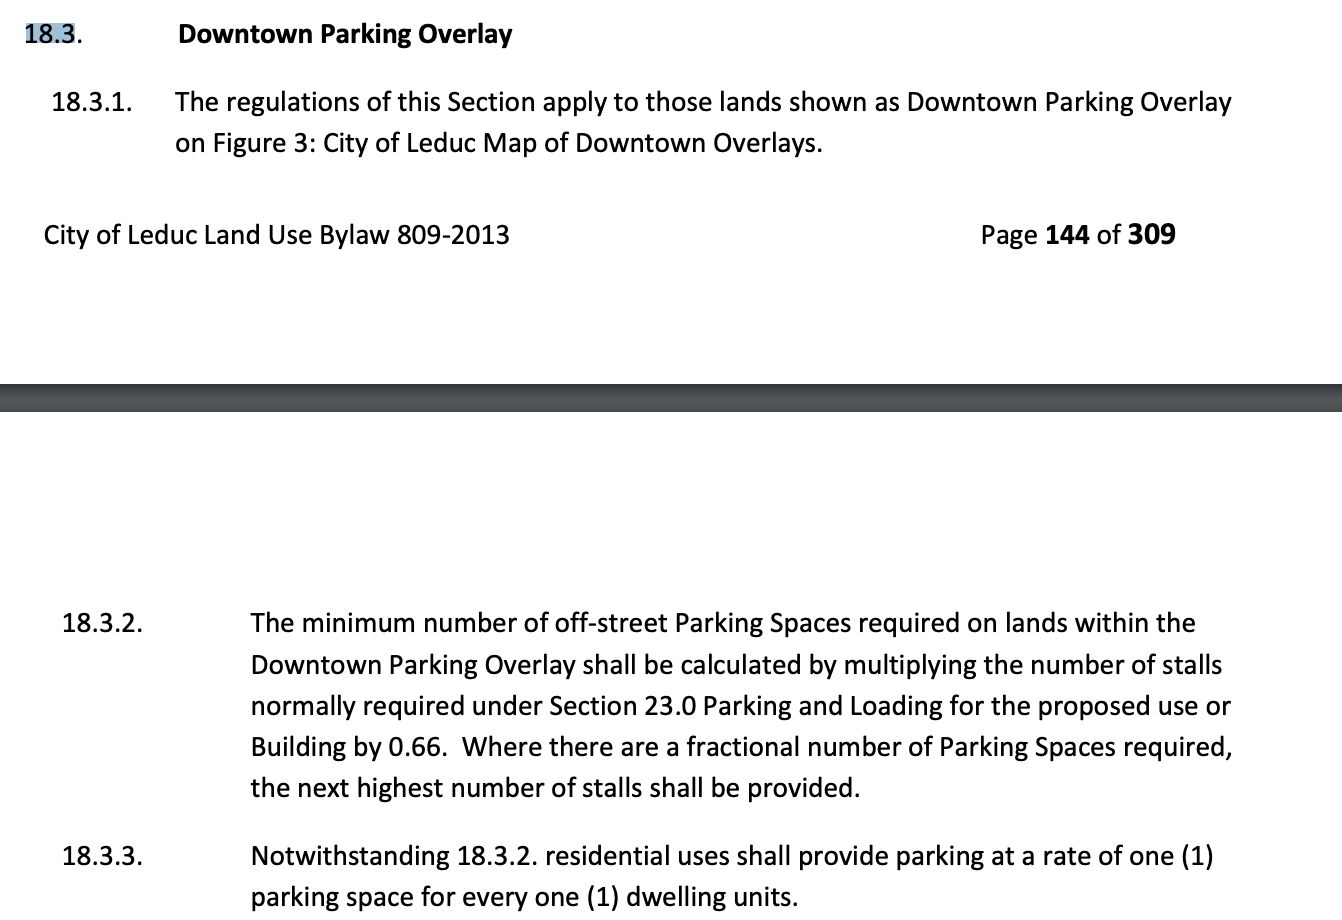 18.3. Downtown Parking Overlay
18.3.1. The regulations of this Section apply to those lands shown as Downtown Parking Overlay
on Figure 3: City of Leduc Map of Downtown Overlays.
City of Leduc Land Use Bylaw 809-2013 Page 144 of 309
18.3.2. The minimum number of off-street Parking Spaces required on lands within the
Downtown Parking Overlay shall be calculated by multiplying the number of stalls
normally required under Section 23.0 Parking and Loading for the proposed use or
Building by 0.66.  Where there are a fractional number of Parking Spaces required,
the next highest number of stalls shall be provided.
18.3.3. Notwithstanding 18.3.2. residential uses shall provide parking at a rate of one (1)
parking space for every one (1) dwelling units.